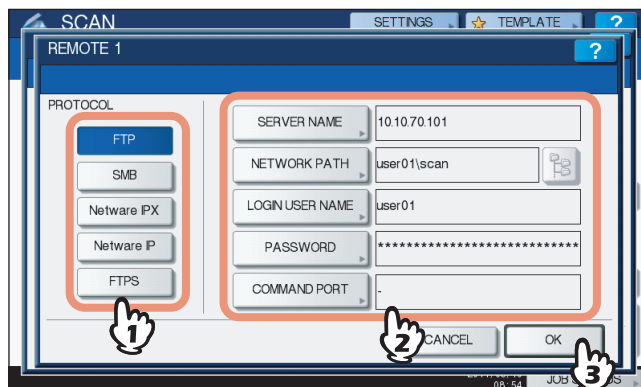 SCAN SETTINGS TEMPLATE ?
REMOTE 1 ?
PROTOCOL
FTP
SMB
Netware IPX
Netware IP
FTPS
SERVER NAME 10.10.70.101
NETWORK PATH user01\scan
LOGIN USER NAME user01
PASSWORD ****************************
COMMAND PORT -
1
2
3
CANCEL OK
08:54 JOB S